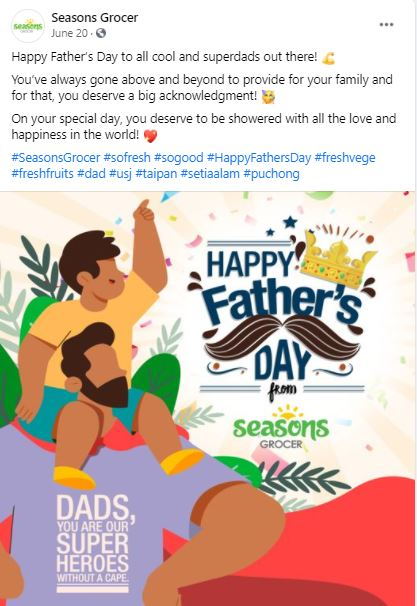 seasons
Seasons Grocer
June 20 ·
Happy Father's Day to all cool and superdads out there!
You've always gone above and beyond to provide for your family and
for that, you deserve a big acknowledgment!
On your special day, you deserve to be showered with all the love and
happiness in the world!
#SeasonsGrocer #sofresh #sogood #HappyFathersDay #freshvege
#freshfruits #dad #usj #taipan #setiaalam #puchong
HAPPY
Father's
DAY
from
seasons
GROCER
DADS,
YOU ARE OUR
SUPER
HEROES
WITHOUT A CAPE.